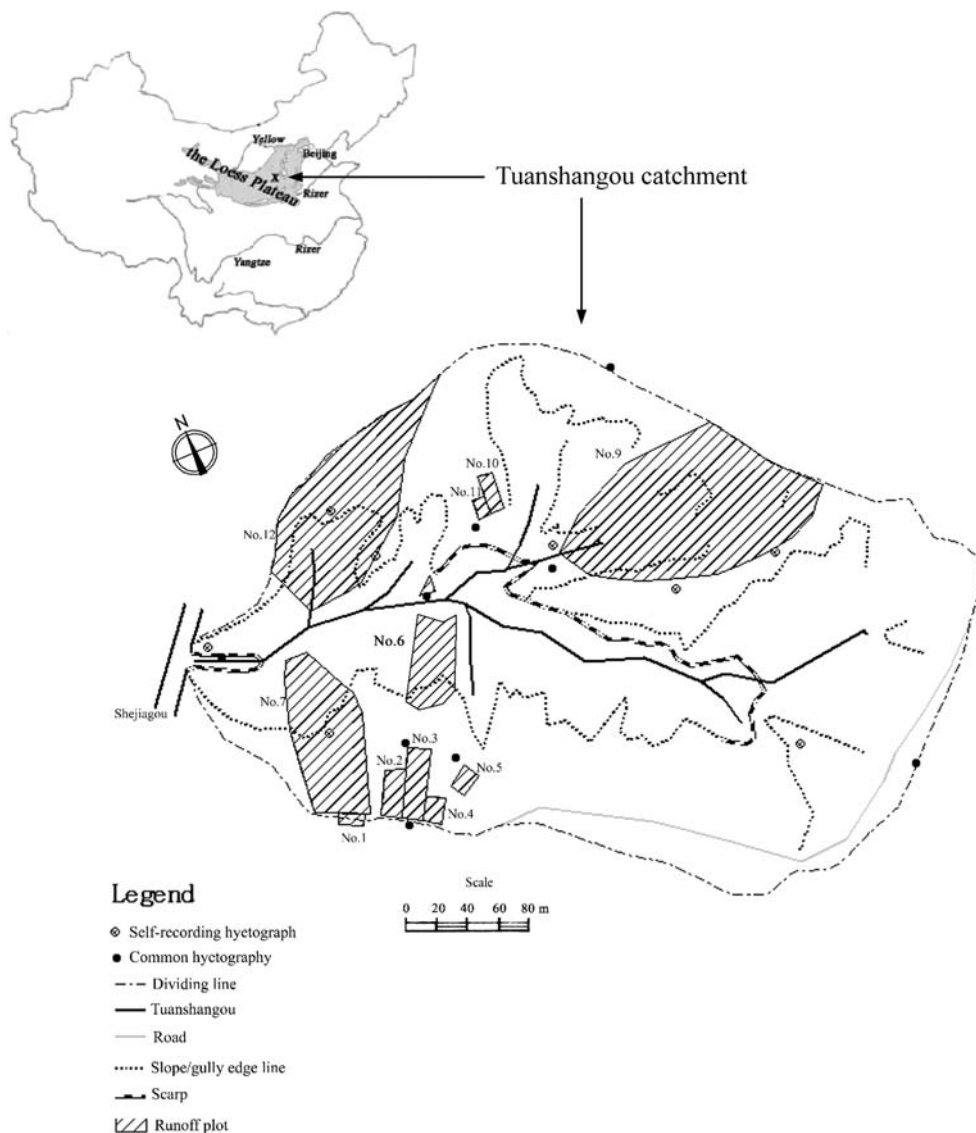 Yellow
Beijing
the Loess Plateau
X
Rizer
Tuanshangou catchment
Rizer
Yangtze
N
No.9
No.10
No.11
No.12
No.6
No.7
Shejiagou
No.3
No.2
No.5
No.4
No.1
Legend
Scale
0 20 40 60 80 m
Self-recording hyetograph
Common hyctography
Dividing line
Tuanshangou
Road
Slope/gully edge line
Scarp
Runoff plot